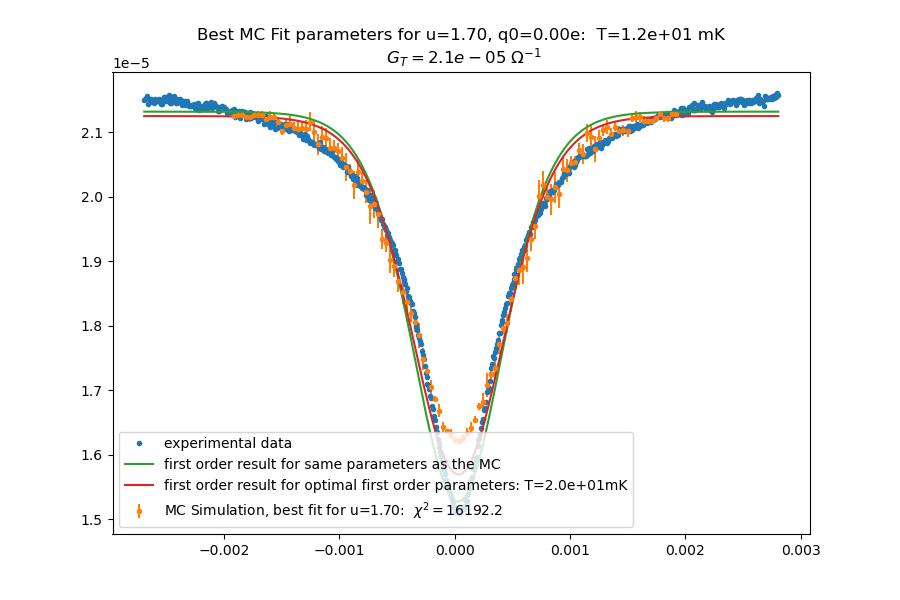 Best MC Fit parameters for u=1.70, q0=0.00e:  T=1.2e+01 mK
$G_T = 2.1e-05\ \Omega^{-1}$
1e−5
2.1
2.0
1.9
1.8
1.7
1.6
1.5
experimental data
first order result for same parameters as the MC
first order result for optimal first order parameters: T=2.0e+01mK
MC Simulation, best fit for u=1.70:  $\chi^2 = 16192.2$
−0.002
−0.001
0.000
0.001
0.002
0.003